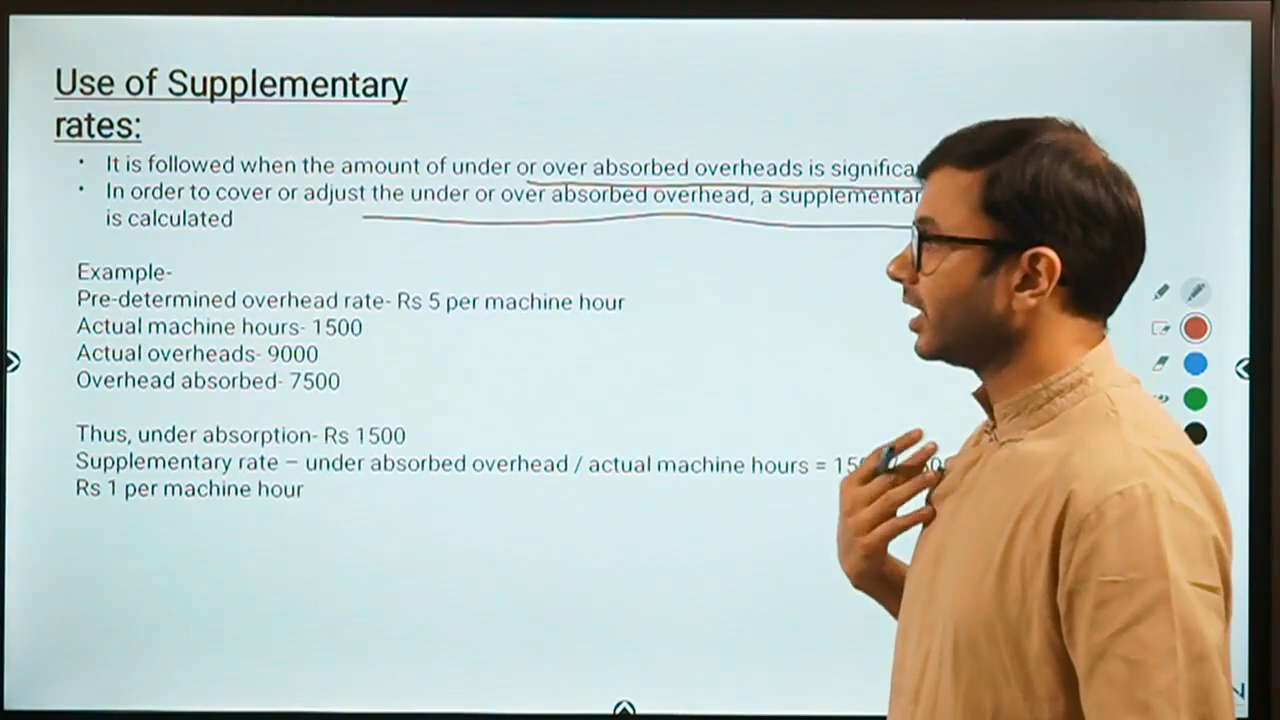 Use of Supplementary
rates:
• It is followed when the amount of under or over absorbed overheads is
• In order to cover or adjust the under or over absorbed overhead, a
is calculated
Example-
Pre-determined overhead rate- Rs 5 per machine hour
Actual machine hours- 1500
Actual overheads- 9000
Overhead absorbed- 7500
Thus, under absorption- Rs 1500
Supplementary rate – under absorbed overhead / actual machine hours =
Rs 1 per machine hour